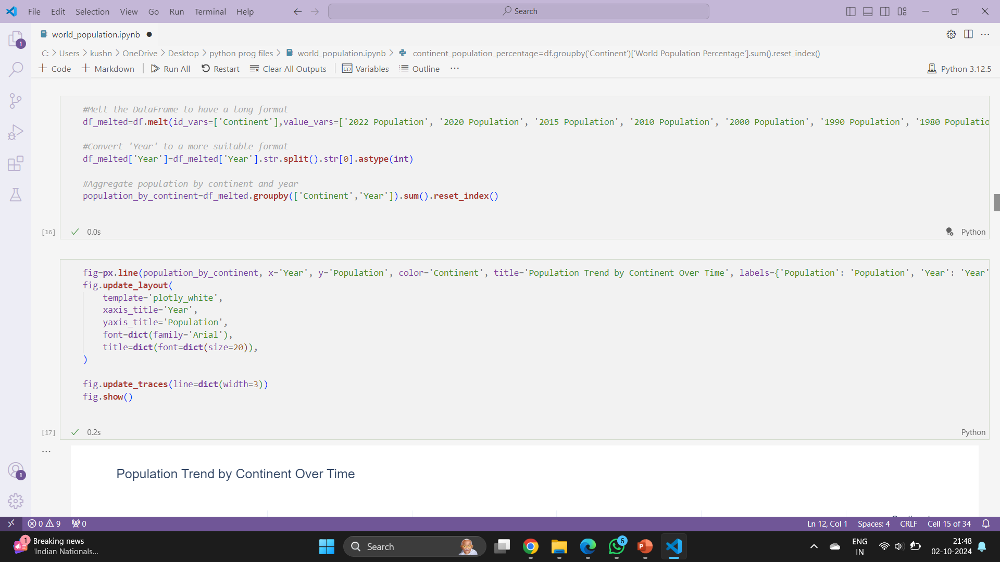 File Edit Selection View Go Run Terminal Help
Search
world_population.ipynb
C: Users kushn OneDrive Desktop python prog files world_population.ipynb continent_population_percentage=df.groupby('Continent')['World Population Percentage'].sum().reset_index()
Code Markdown Run All Restart Clear All Outputs Variables Outline ... Python 3.12.5
#Melt the DataFrame to have a long format
df_melted=df.melt(id_vars=['Continent'],value_vars=['2022 Population', '2020 Population', '2015 Population', '2010 Population', '2000 Population', '1990 Population', '1980 Populatio
#Convert 'Year' to a more suitable format
df_melted['Year']=df_melted['Year'].str.split().str[0].astype(int)
#Aggregate population by continent and year
population_by_continent=df_melted.groupby(['Continent','Year']).sum().reset_index()
[16] 0.0s Python
fig=px.line(population_by_continent, x='Year', y='Population', color='Continent', title='Population Trend by Continent Over Time', labels={'Population': 'Population', 'Year': 'Year'
fig.update_layout(
template='plotly_white',
xaxis_title='Year',
yaxis_title='Population',
font=dict(family='Arial'),
title=dict(font=dict(size=20)),
)
fig.update_traces(line=dict(width=3))
fig.show()
[17] 0.2s Python
...
Population Trend by Continent Over Time
1
1
0 9 0 Ln 12, Col 1 Spaces: 4 CRLF Cell 15 of 34
1 Breaking news
'Indian Nationals...
Search
6
ENG
IN
21:48
02-10-2024